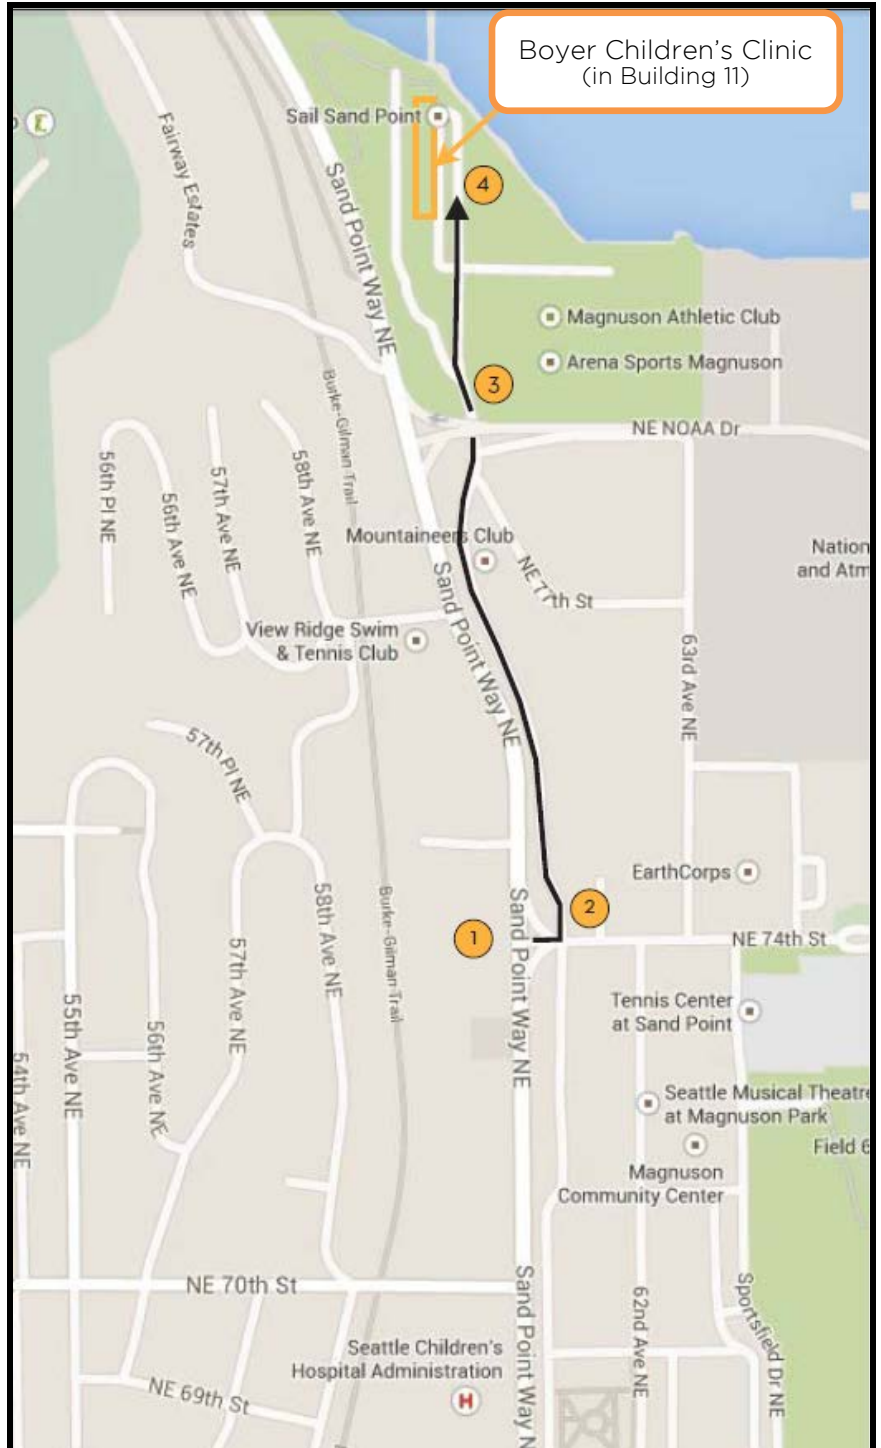 Boyer Children's Clinic
(in Building 11)
Sail Sand Point
4
Fairway Estates
Sand Point Way NE
Magnuson Athletic Club
Arena Sports Magnuson
3
NE NOAA Dr
Burke-Gilman Trail
56th Pl NE
56th Ave NE
57th Ave NE
58th Ave NE
Mountaineers Club
Nation
and Atm
NE 77th St
Sand Point Way NE
View Ridge Swim
& Tennis Club
63rd Ave NE
57th Pl NE
EarthCorps
2
1
NE 74th St
58th Ave NE
Burke-Gilman Trail
Sand Point Way NE
57th Ave NE
55th Ave NE
56th Ave NE
54th Ave NE
Tennis Center
at Sand Point
Seattle Musical Theatre
at Magnuson Park
Field 6
Magnuson
Community Center
NE 70th St
Sand Point Way N
62nd Ave NE
Sportsfield Dr NE
Seattle Children's
Hospital Administration
H
NE 69th St